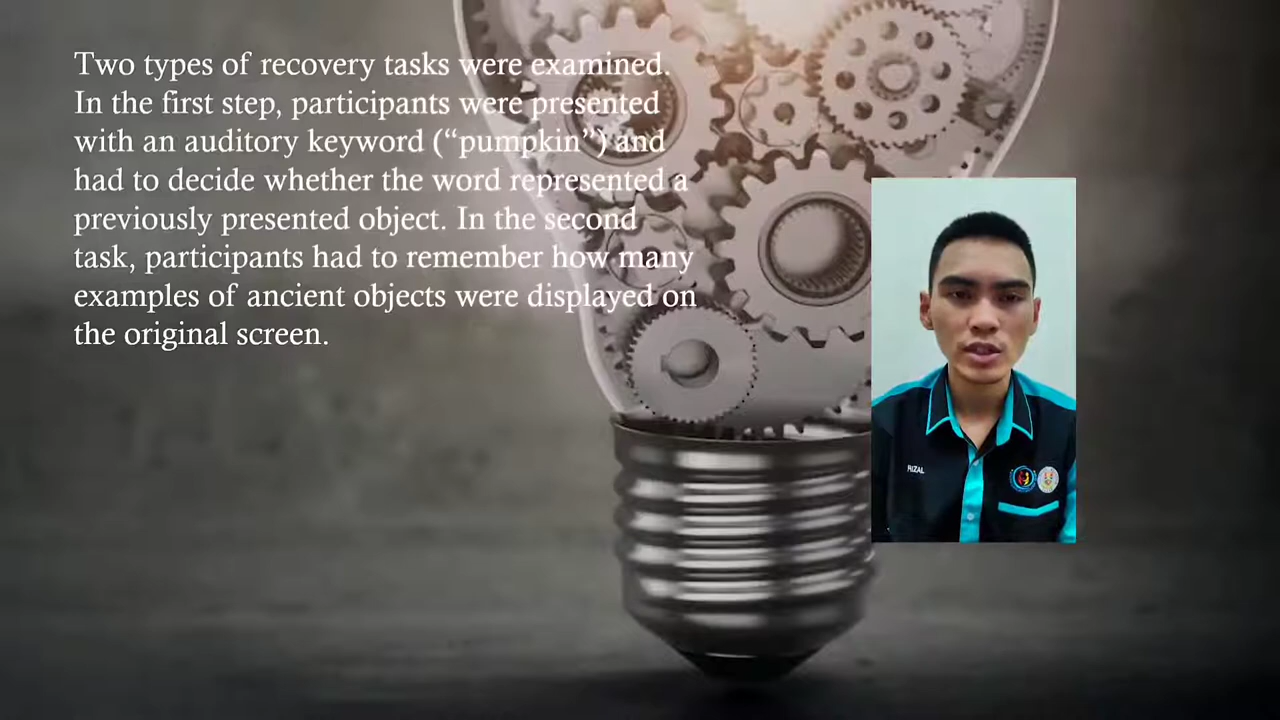 Two types of recovery tasks were examined.
In the first step, participants were presented
with an auditory keyword (“pumpkin”) and
had to decide whether the word represented a
previously presented object. In the second
task, participants had to remember how many
examples of ancient objects were displayed on
the original screen.
RIZAL